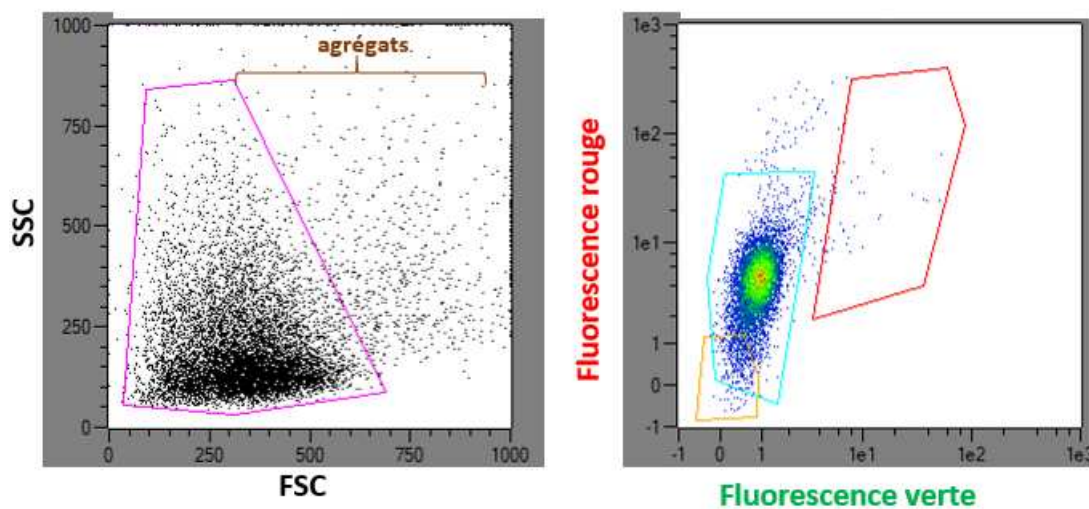 1000
750
500
250
0
SSC
agrégats.
0
250
500
750
1000
FSC
1e3
1e2
1e1
1
0
-1
Fluorescence rouge
-1
0
1
1e1
1e2
1e3
Fluorescence verte